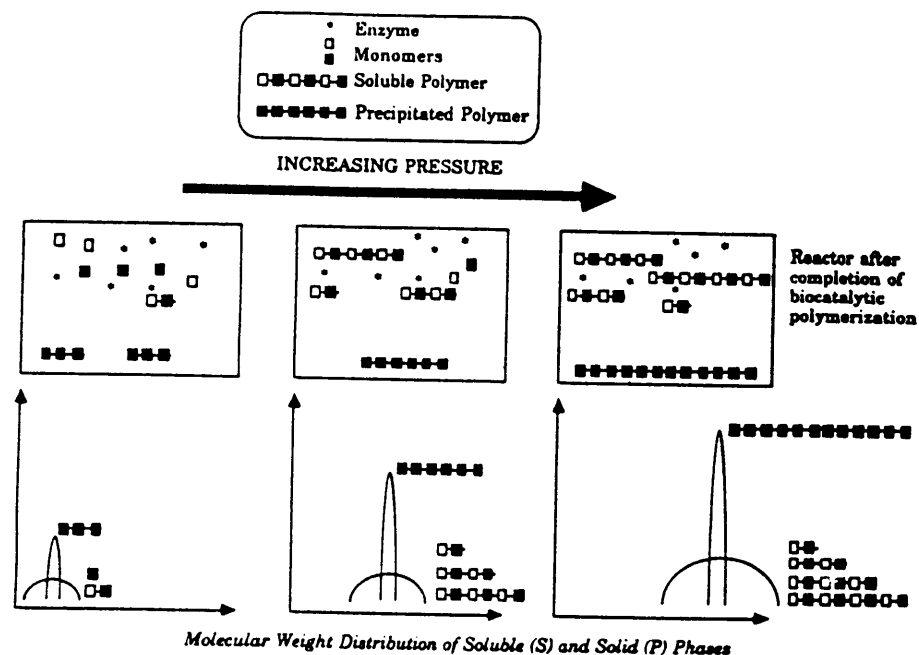 Enzyme
Monomers
Soluble Polymer
Precipitated Polymer
INCREASING PRESSURE
Reactor after
completion of
biocatalytic
polymerization
Molecular Weight Distribution of Soluble (S) and Solid (P) Phases